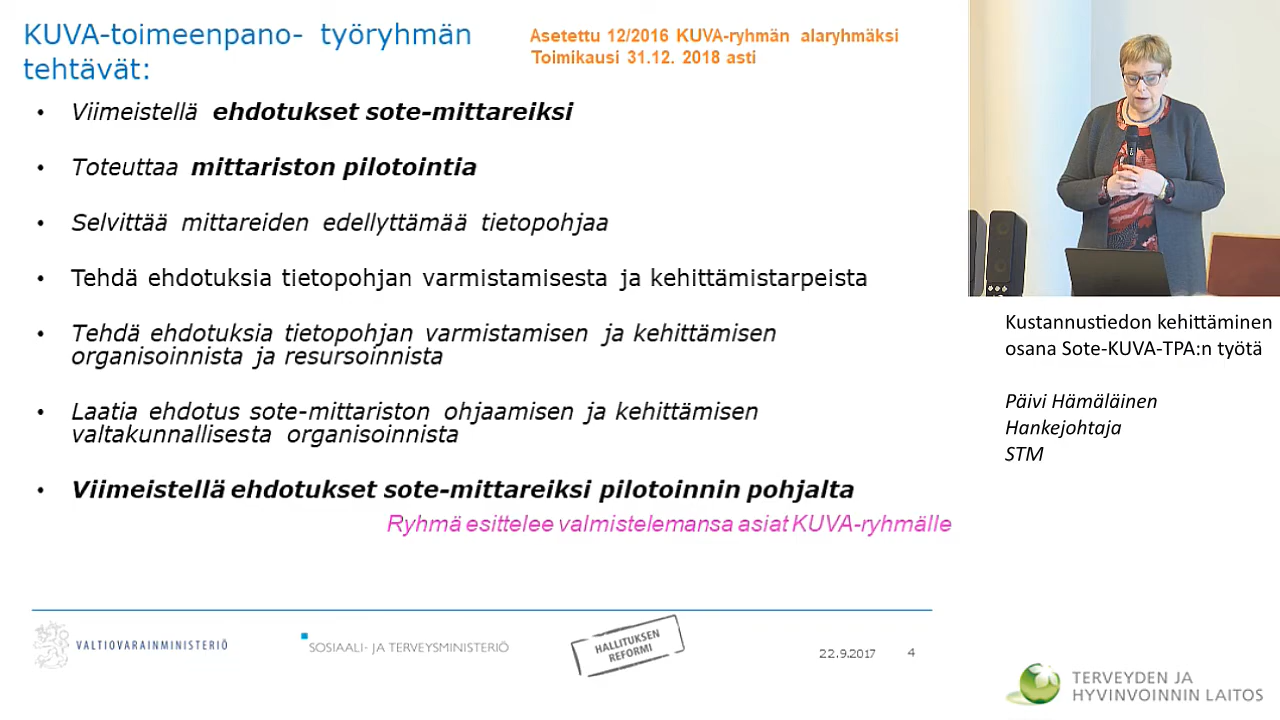 KUVA-toimeenpano- työryhmän
tehtävät:
Asetettu 12/2016 KUVA-ryhmän alaryhmäksi
Toimikausi 31.12. 2018 asti
• Viimeistellä ehdotukset sote-mittareiksi
• Toteuttaa mittariston pilotointia
• Selvittää mittareiden edellyttämää tietopohjaa
• Tehdä ehdotuksia tietopohjan varmistamisesta ja kehittämistarpeista
• Tehdä ehdotuksia tietopohjan varmistamisen ja kehittämisen
organisoinnista ja resursoinnista
• Laatia ehdotus sote-mittariston ohjaamisen ja kehittämisen
valtakunnallisesta organisoinnista
• Viimeistellä ehdotukset sote-mittareiksi pilotoinnin pohjalta
Ryhmä esittelee valmistelemansa asiat KUVA-ryhmälle
VALTIOVARAINMINISTERIÖ
SOSIAALI- JA TERVEYSMINISTERIÖ
HALLITUKSEN
REFORMI
22.9.2017 4
Kustannustiedon kehittäminen
osana Sote-KUVA-TPA:n työtä
Päivi Hämäläinen
Hankejohtaja
STM
TERVEYDEN JA
HYVINVOINNIN LAITOS